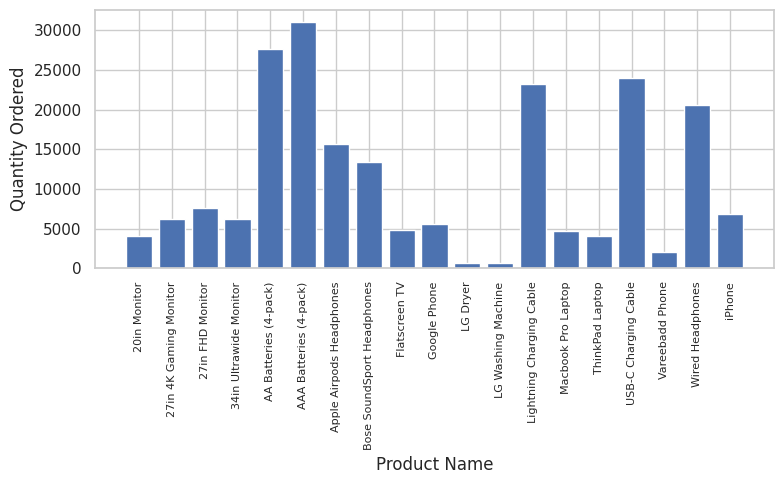 Quantity Ordered
30000
25000
20000
15000
10000
5000
0
20in Monitor
27in 4K Gaming Monitor
27in FHD Monitor
34in Ultrawide Monitor
AA Batteries (4-pack)
AAA Batteries (4-pack)
Apple Airpods Headphones
Bose SoundSport Headphones
Flatscreen TV
Google Phone
LG Dryer
LG Washing Machine
Lightning Charging Cable
Macbook Pro Laptop
ThinkPad Laptop
USB-C Charging Cable
Vareebadd Phone
Wired Headphones
iPhone
Product Name